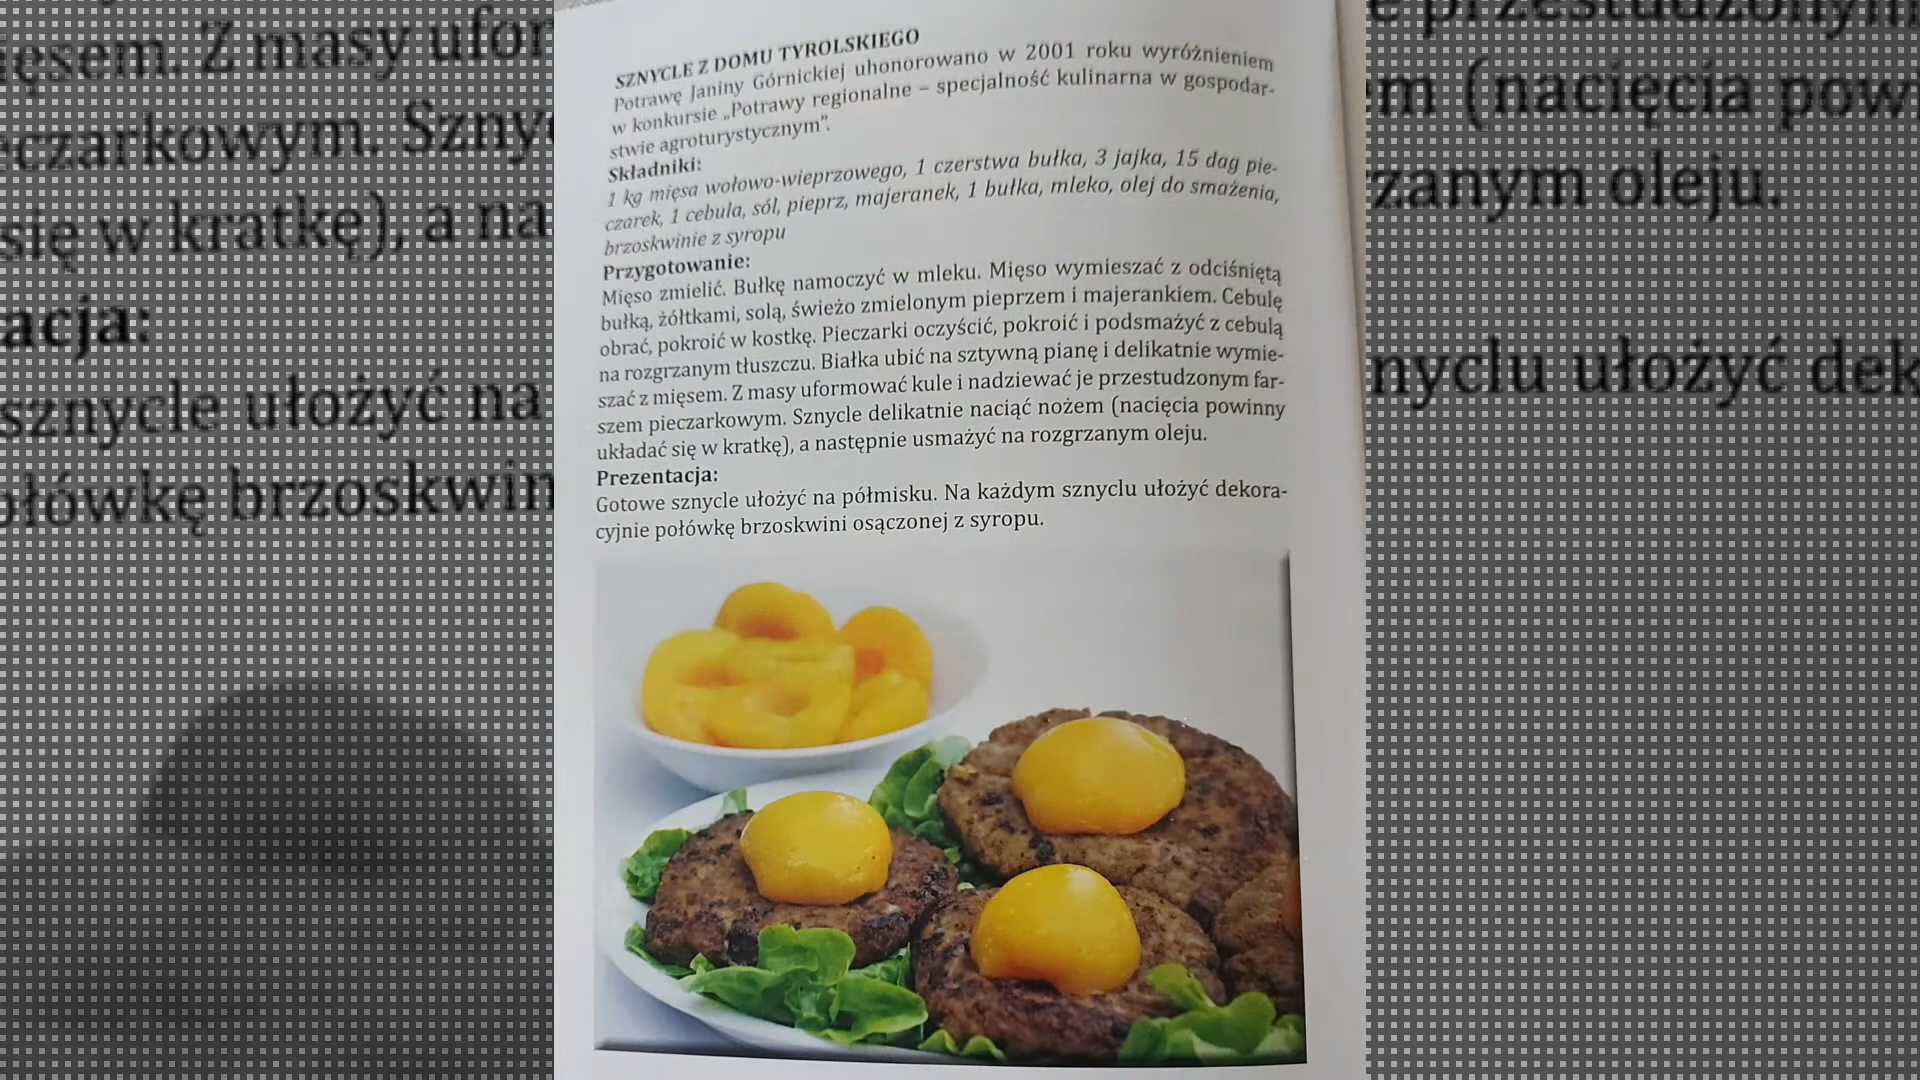 SZNYCLE Z DOMU TYROLSKIEGO
Potrawę Janiny Górnickiej uhonorowano w 2001 roku wyróżnieniem
w konkursie „Potrawy regionalne – specjalność kulinarna w gospodar-
stwie agroturystycznym”.
Składniki:
1 kg mięsa wołowo-wieprzowego, 1 czerstwa bułka, 3 jajka, 15 dag pie-
czarek, 1 cebula, sól, pieprz, majeranek, 1 bułka, mleko, olej do smażenia,
brzoskwinie z syropu
Przygotowanie:
Mięso zmielić. Bułkę namoczyć w mleku. Mięso wymieszać z odciśniętą
bułką, żółtkami, solą, świeżo zmielonym pieprzem i majerankiem. Cebulę
obrać, pokroić w kostkę. Pieczarki oczyścić, pokroić i podsmażyć z cebulą
na rozgrzanym tłuszczu. Białka ubić na sztywną pianę i delikatnie wymie-
szać z mięsem. Z masy uformować kule i nadziewać je przestudzonym far-
szem pieczarkowym. Sznycle delikatnie naciąć nożem (nacięcia powinny
układać się w kratkę), a następnie usmażyć na rozgrzanym oleju.
Prezentacja:
Gotowe sznycle ułożyć na półmisku. Na każdym sznyclu ułożyć dekora-
cyjnie połówkę brzoskwini osączonej z syropu.